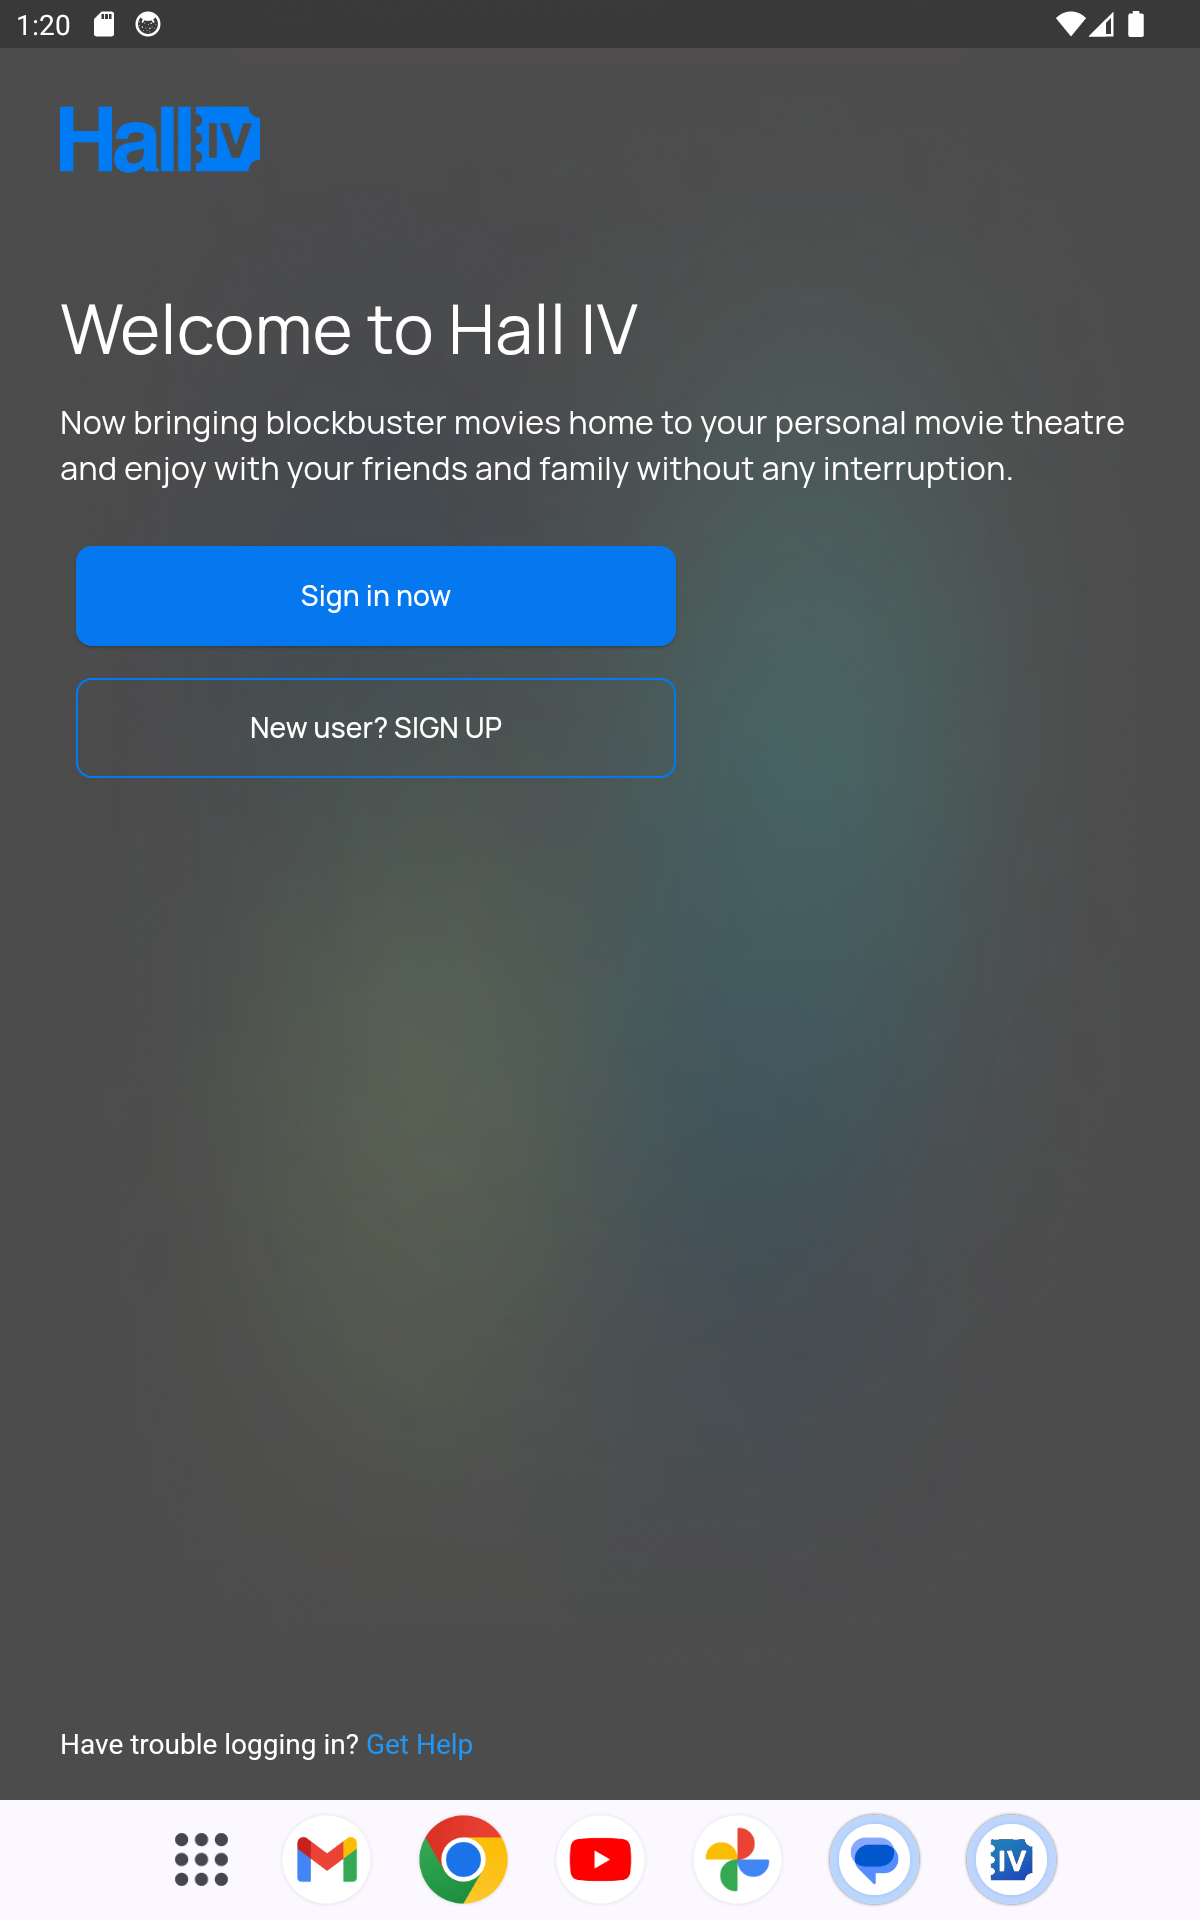 1:20
Hall IV
Welcome to Hall IV
Now bringing blockbuster movies home to your personal movie theatre
and enjoy with your friends and family without any interruption.
Sign in now
New user? SIGN UP
Have trouble logging in? Get Help
IV